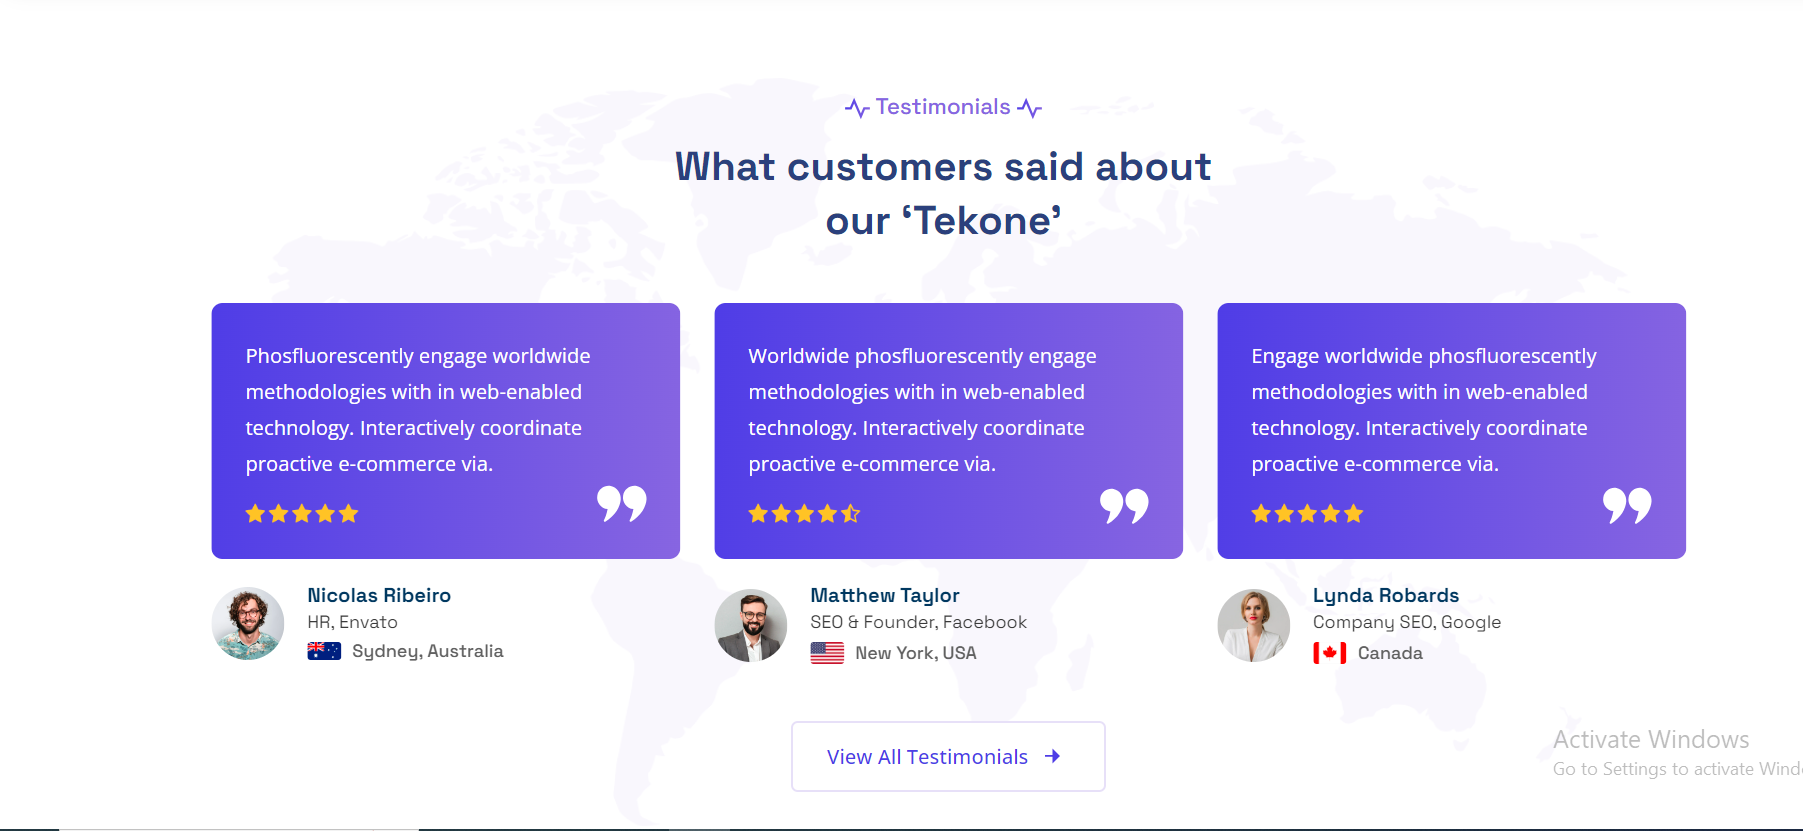 Testimonials
What customers said about
our ‘Tekone’
Phosfluorescently engage worldwide
methodologies with in web-enabled
technology. Interactively coordinate
proactive e-commerce via.
Nicolas Ribeiro
HR, Envato
Sydney, Australia
Worldwide phosfluorescently engage
methodologies with in web-enabled
technology. Interactively coordinate
proactive e-commerce via.
Matthew Taylor
SEO & Founder, Facebook
New York, USA
Engage worldwide phosfluorescently
methodologies with in web-enabled
technology. Interactively coordinate
proactive e-commerce via.
Lynda Robards
Company SEO, Google
Canada
View All Testimonials
Activate Windows
Go to Settings to activate Wind